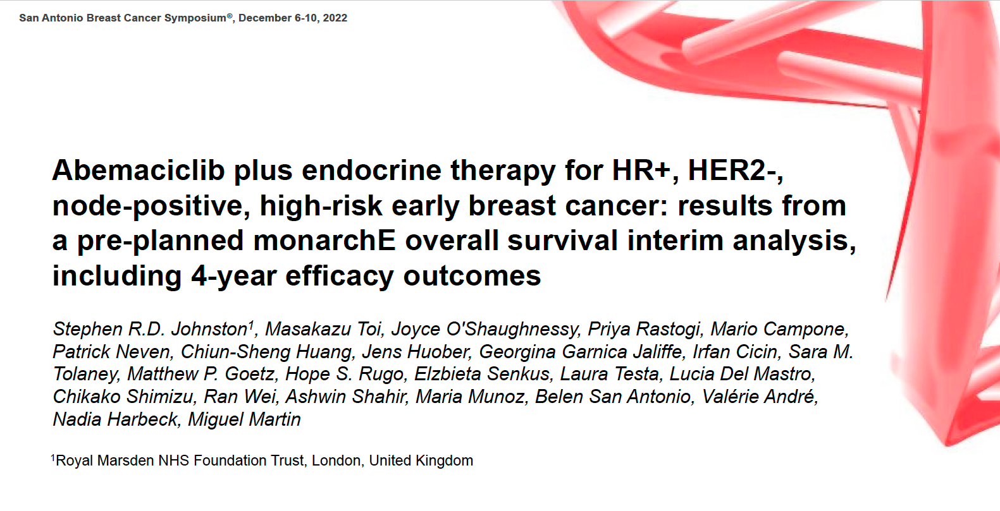 San Antonio Breast Cancer Symposium®, December 6-10, 2022
Abemaciclib plus endocrine therapy for HR+, HER2-,
node-positive, high-risk early breast cancer: results from
a pre-planned monarchE overall survival interim analysis,
including 4-year efficacy outcomes
Stephen R.D. Johnston¹, Masakazu Toi, Joyce O'Shaughnessy, Priya Rastogi, Mario Campone,
Patrick Neven, Chiun-Sheng Huang, Jens Huober, Georgina Garnica Jaliffe, Irfan Cicin, Sara M.
Tolaney, Matthew P. Goetz, Hope S. Rugo, Elzbieta Senkus, Laura Testa, Lucia Del Mastro,
Chikako Shimizu, Ran Wei, Ashwin Shahir, Maria Munoz, Belen San Antonio, Valérie André,
Nadia Harbeck, Miguel Martin
¹Royal Marsden NHS Foundation Trust, London, United Kingdom